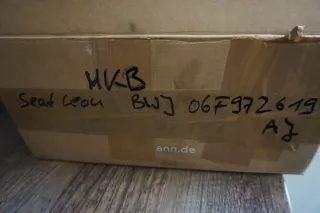 MKB
Seat Leon BWJ 06F972619
AJ
ann.de